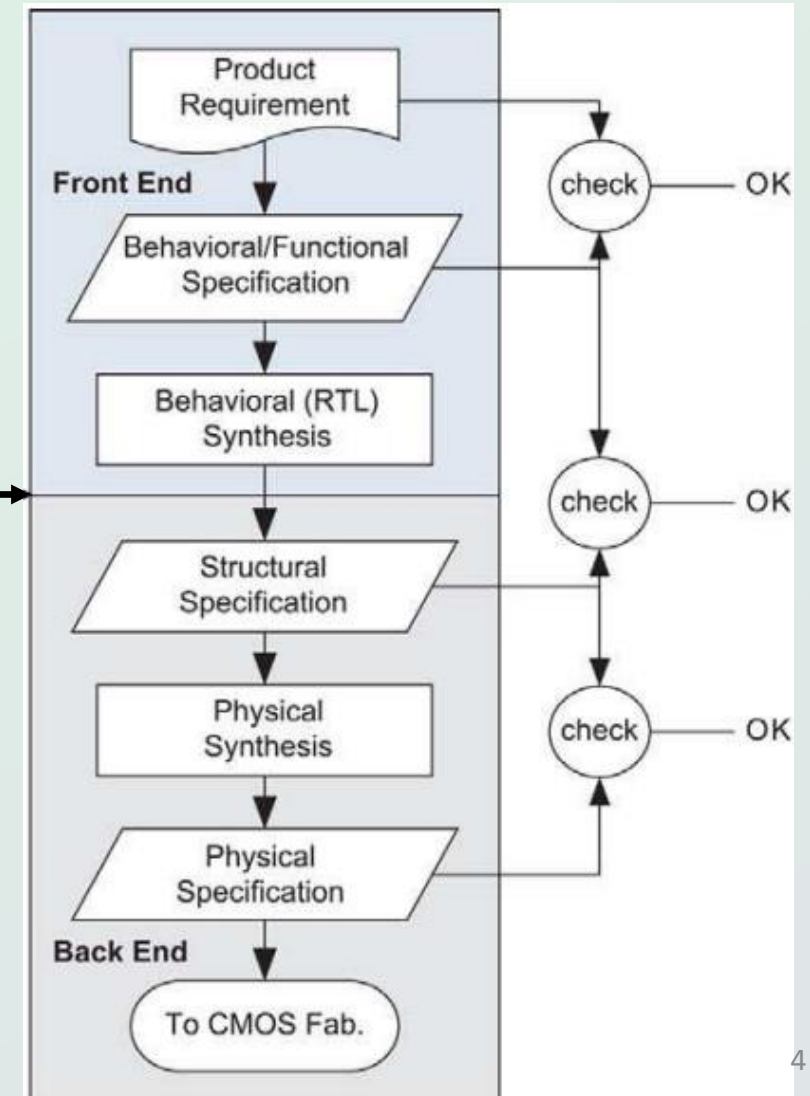 Product
Requirement
Front End
check
OK
Behavioral/Functional
Specification
Behavioral (RTL)
Synthesis
check
OK
Structural
Specification
Physical
Synthesis
check
OK
Physical
Specification
Back End
To CMOS Fab.
4